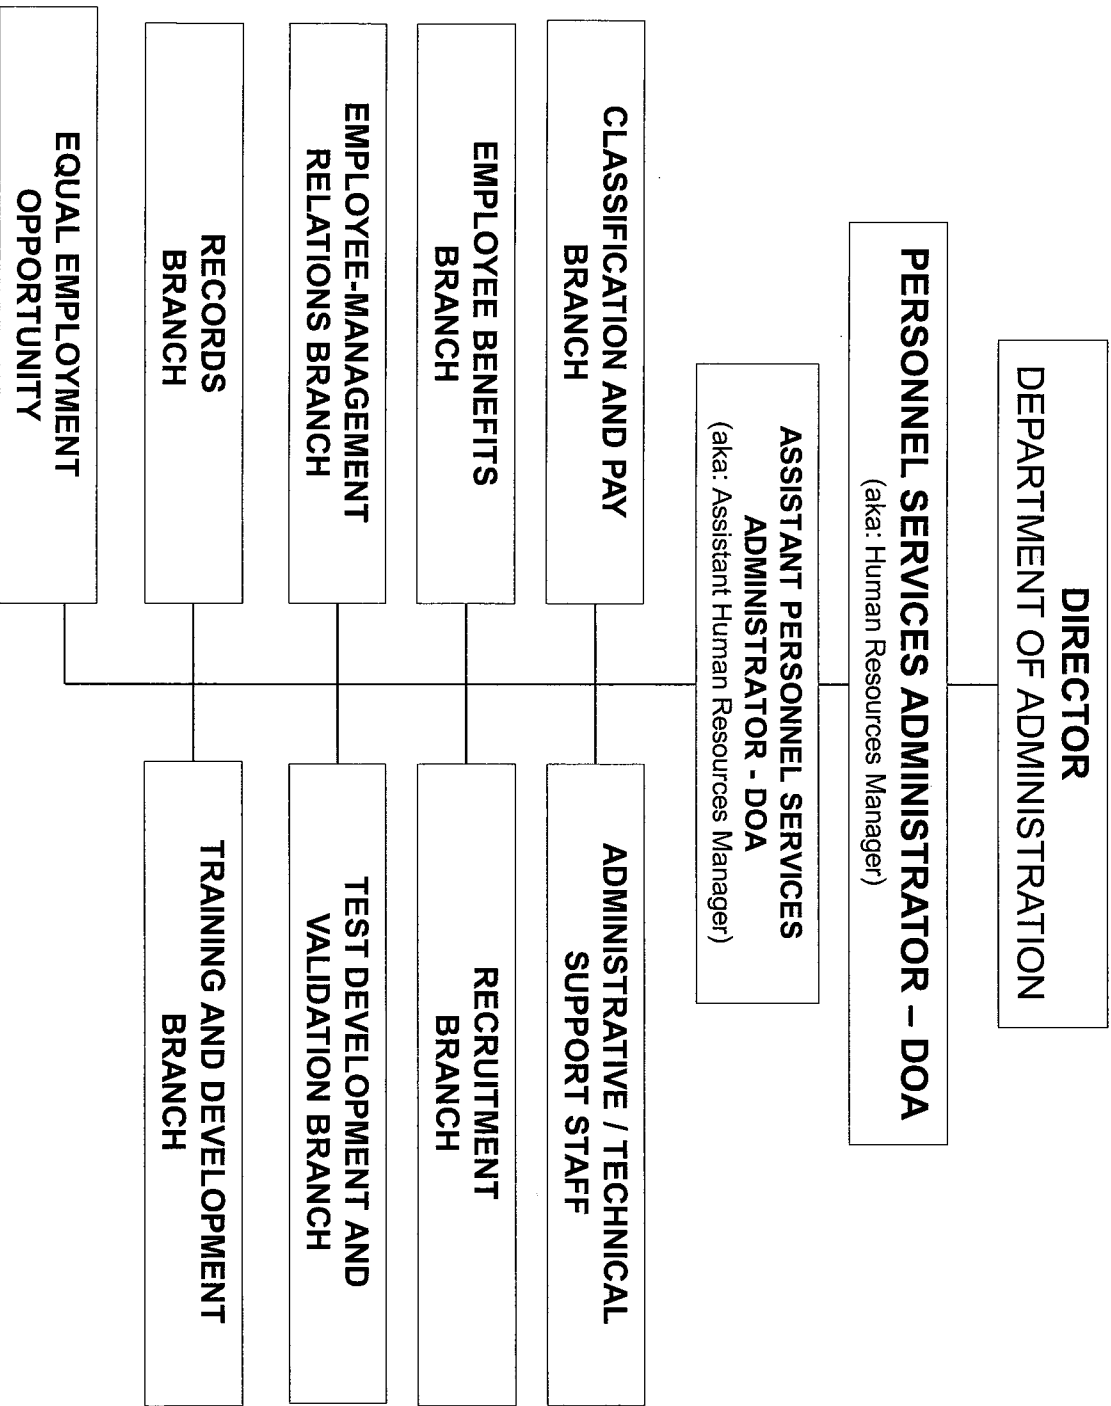 DIRECTOR
DEPARTMENT OF ADMINISTRATION
PERSONNEL SERVICES ADMINISTRATOR – DOA
(aka: Human Resources Manager)
ASSISTANT PERSONNEL SERVICES
ADMINISTRATOR - DOA
(aka: Assistant Human Resources Manager)
CLASSIFICATION AND PAY
BRANCH
ADMINISTRATIVE / TECHNICAL
SUPPORT STAFF
EMPLOYEE BENEFITS
BRANCH
RECRUITMENT
BRANCH
EMPLOYEE-MANAGEMENT
RELATIONS BRANCH
TEST DEVELOPMENT AND
VALIDATION BRANCH
RECORDS
BRANCH
TRAINING AND DEVELOPMENT
BRANCH
EQUAL EMPLOYMENT
OPPORTUNITY